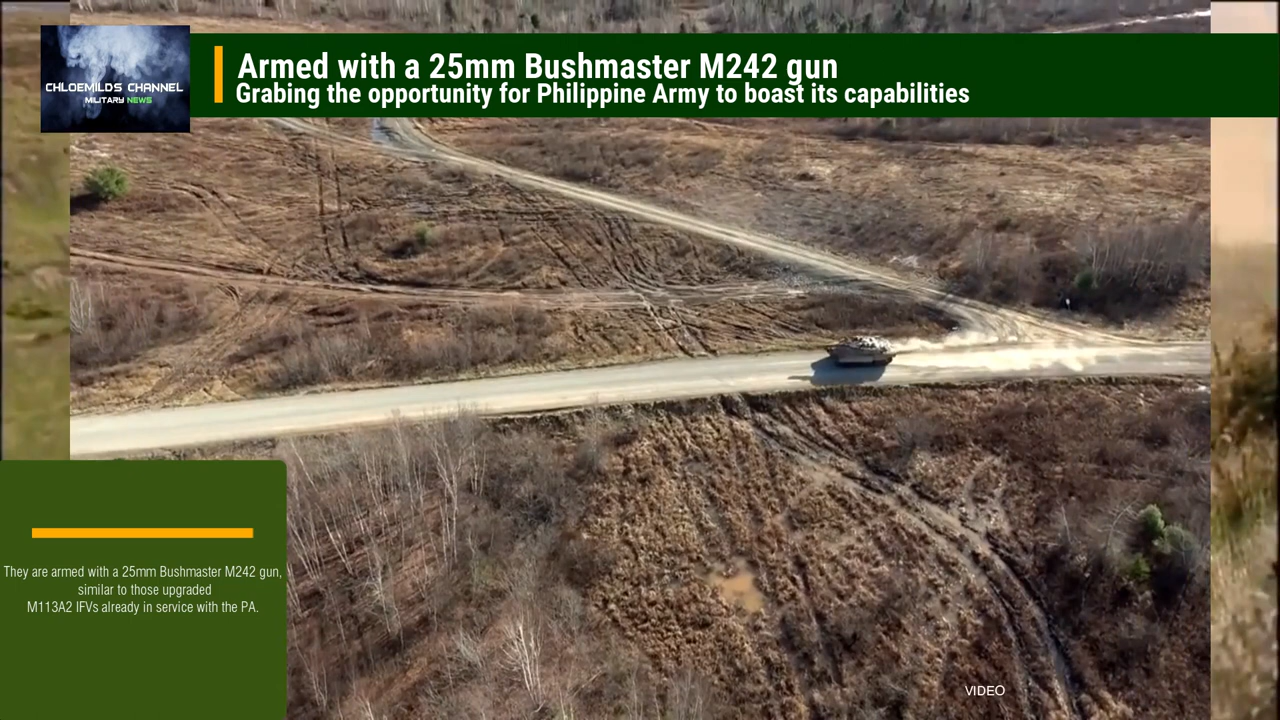 CHLOEMILDS CHANNEL
MILITARY NEWS
Armed with a 25mm Bushmaster M242 gun
Grabing the opportunity for Philippine Army to boast its capabilities
They are armed with a 25mm Bushmaster M242 gun,
similar to those upgraded
M113A2 IFVs already in service with the PA.
VIDEO